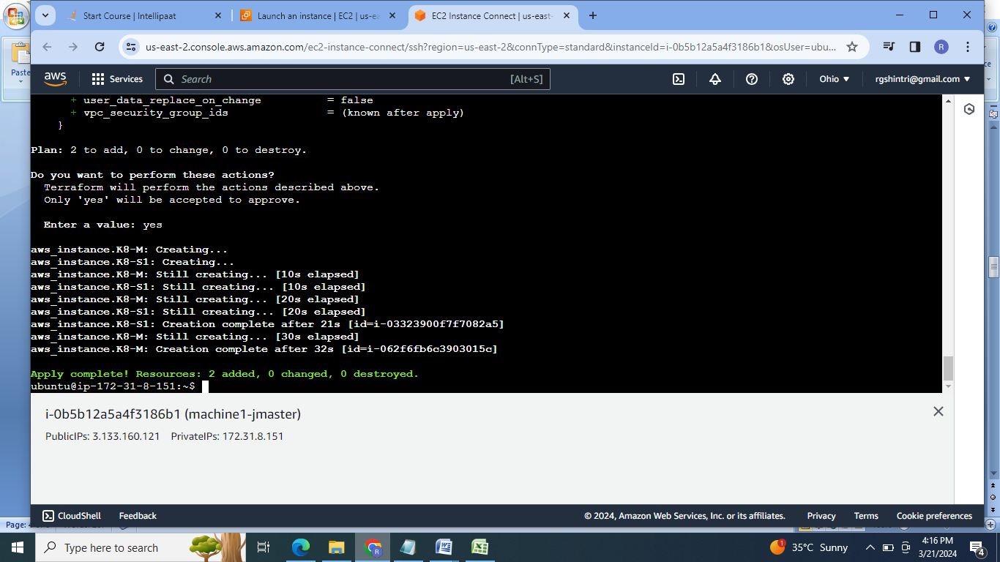 Start Course | Intellipaat
Launch an instance | EC2 | us-ea
EC2 Instance Connect | us-east-
us-east-2.console.aws.amazon.com/ec2-instance-connect/ssh?region=us-east-2&connType=standard&instanceId=i-0b5b12a5a4f3186b1&osUser=ubu...
R
Paste
aws
Services
Search
[Alt+S]
Ohio
rgshintri@gmail.com
+ user_data_replace_on_change = false
+ vpc_security_group_ids = (known after apply)
}
Plan: 2 to add, 0 to change, 0 to destroy.
Do you want to perform these actions?
Terraform will perform the actions described above.
Only 'yes' will be accepted to approve.
Enter a value: yes
aws_instance.K8-M: Creating...
aws_instance.K8-S1: Creating...
aws_instance.K8-M: Still creating... [10s elapsed]
aws_instance.K8-S1: Still creating... [10s elapsed]
aws_instance.K8-M: Still creating... [20s elapsed]
aws_instance.K8-S1: Still creating... [20s elapsed]
aws_instance.K8-S1: Creation complete after 21s [id=i-03323900f7f7082a5]
aws_instance.K8-M: Still creating... [30s elapsed]
aws_instance.K8-M: Creation complete after 32s [id=i-062f6fb6c3903015c]
Apply complete! Resources: 2 added, 0 changed, 0 destroyed.
ubuntu@ip-172-31-8-151:~$
i-0b5b12a5a4f3186b1 (machine1-jmaster)
PublicIPs: 3.133.160.121 PrivateIPs: 172.31.8.151
CloudShell
Feedback
© 2024, Amazon Web Services, Inc. or its affiliates.
Privacy
Terms
Cookie preferences
Page:
Type here to search
1
35°C Sunny
4:16 PM
3/21/2024
4